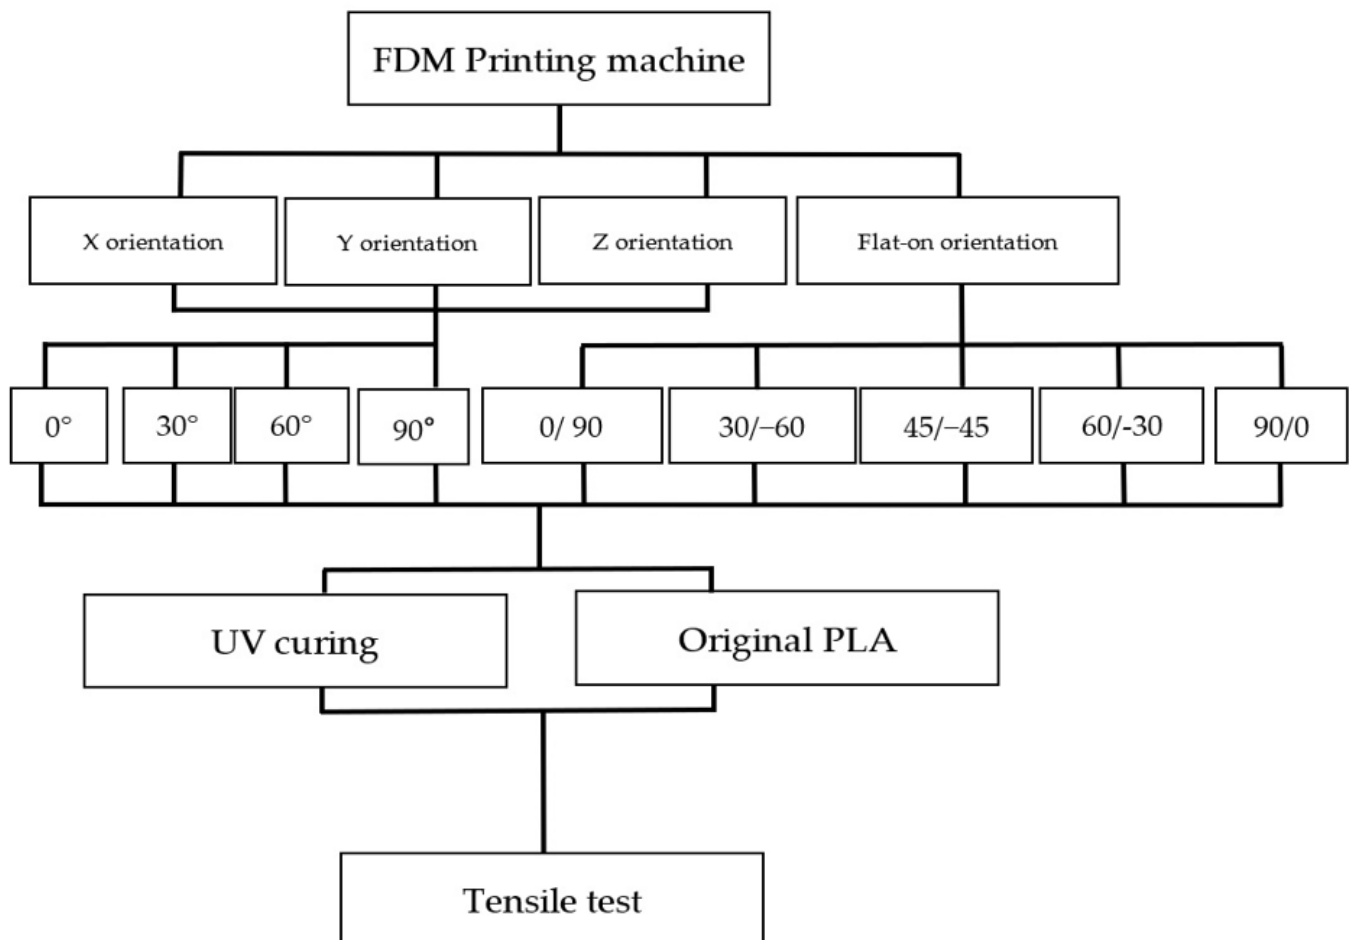 FDM Printing machine
X orientation
Y orientation
Z orientation
Flat-on orientation
0°
30°
60°
90°
0/ 90
30/−60
45/−45
60/-30
90/0
UV curing
Original PLA
Tensile test